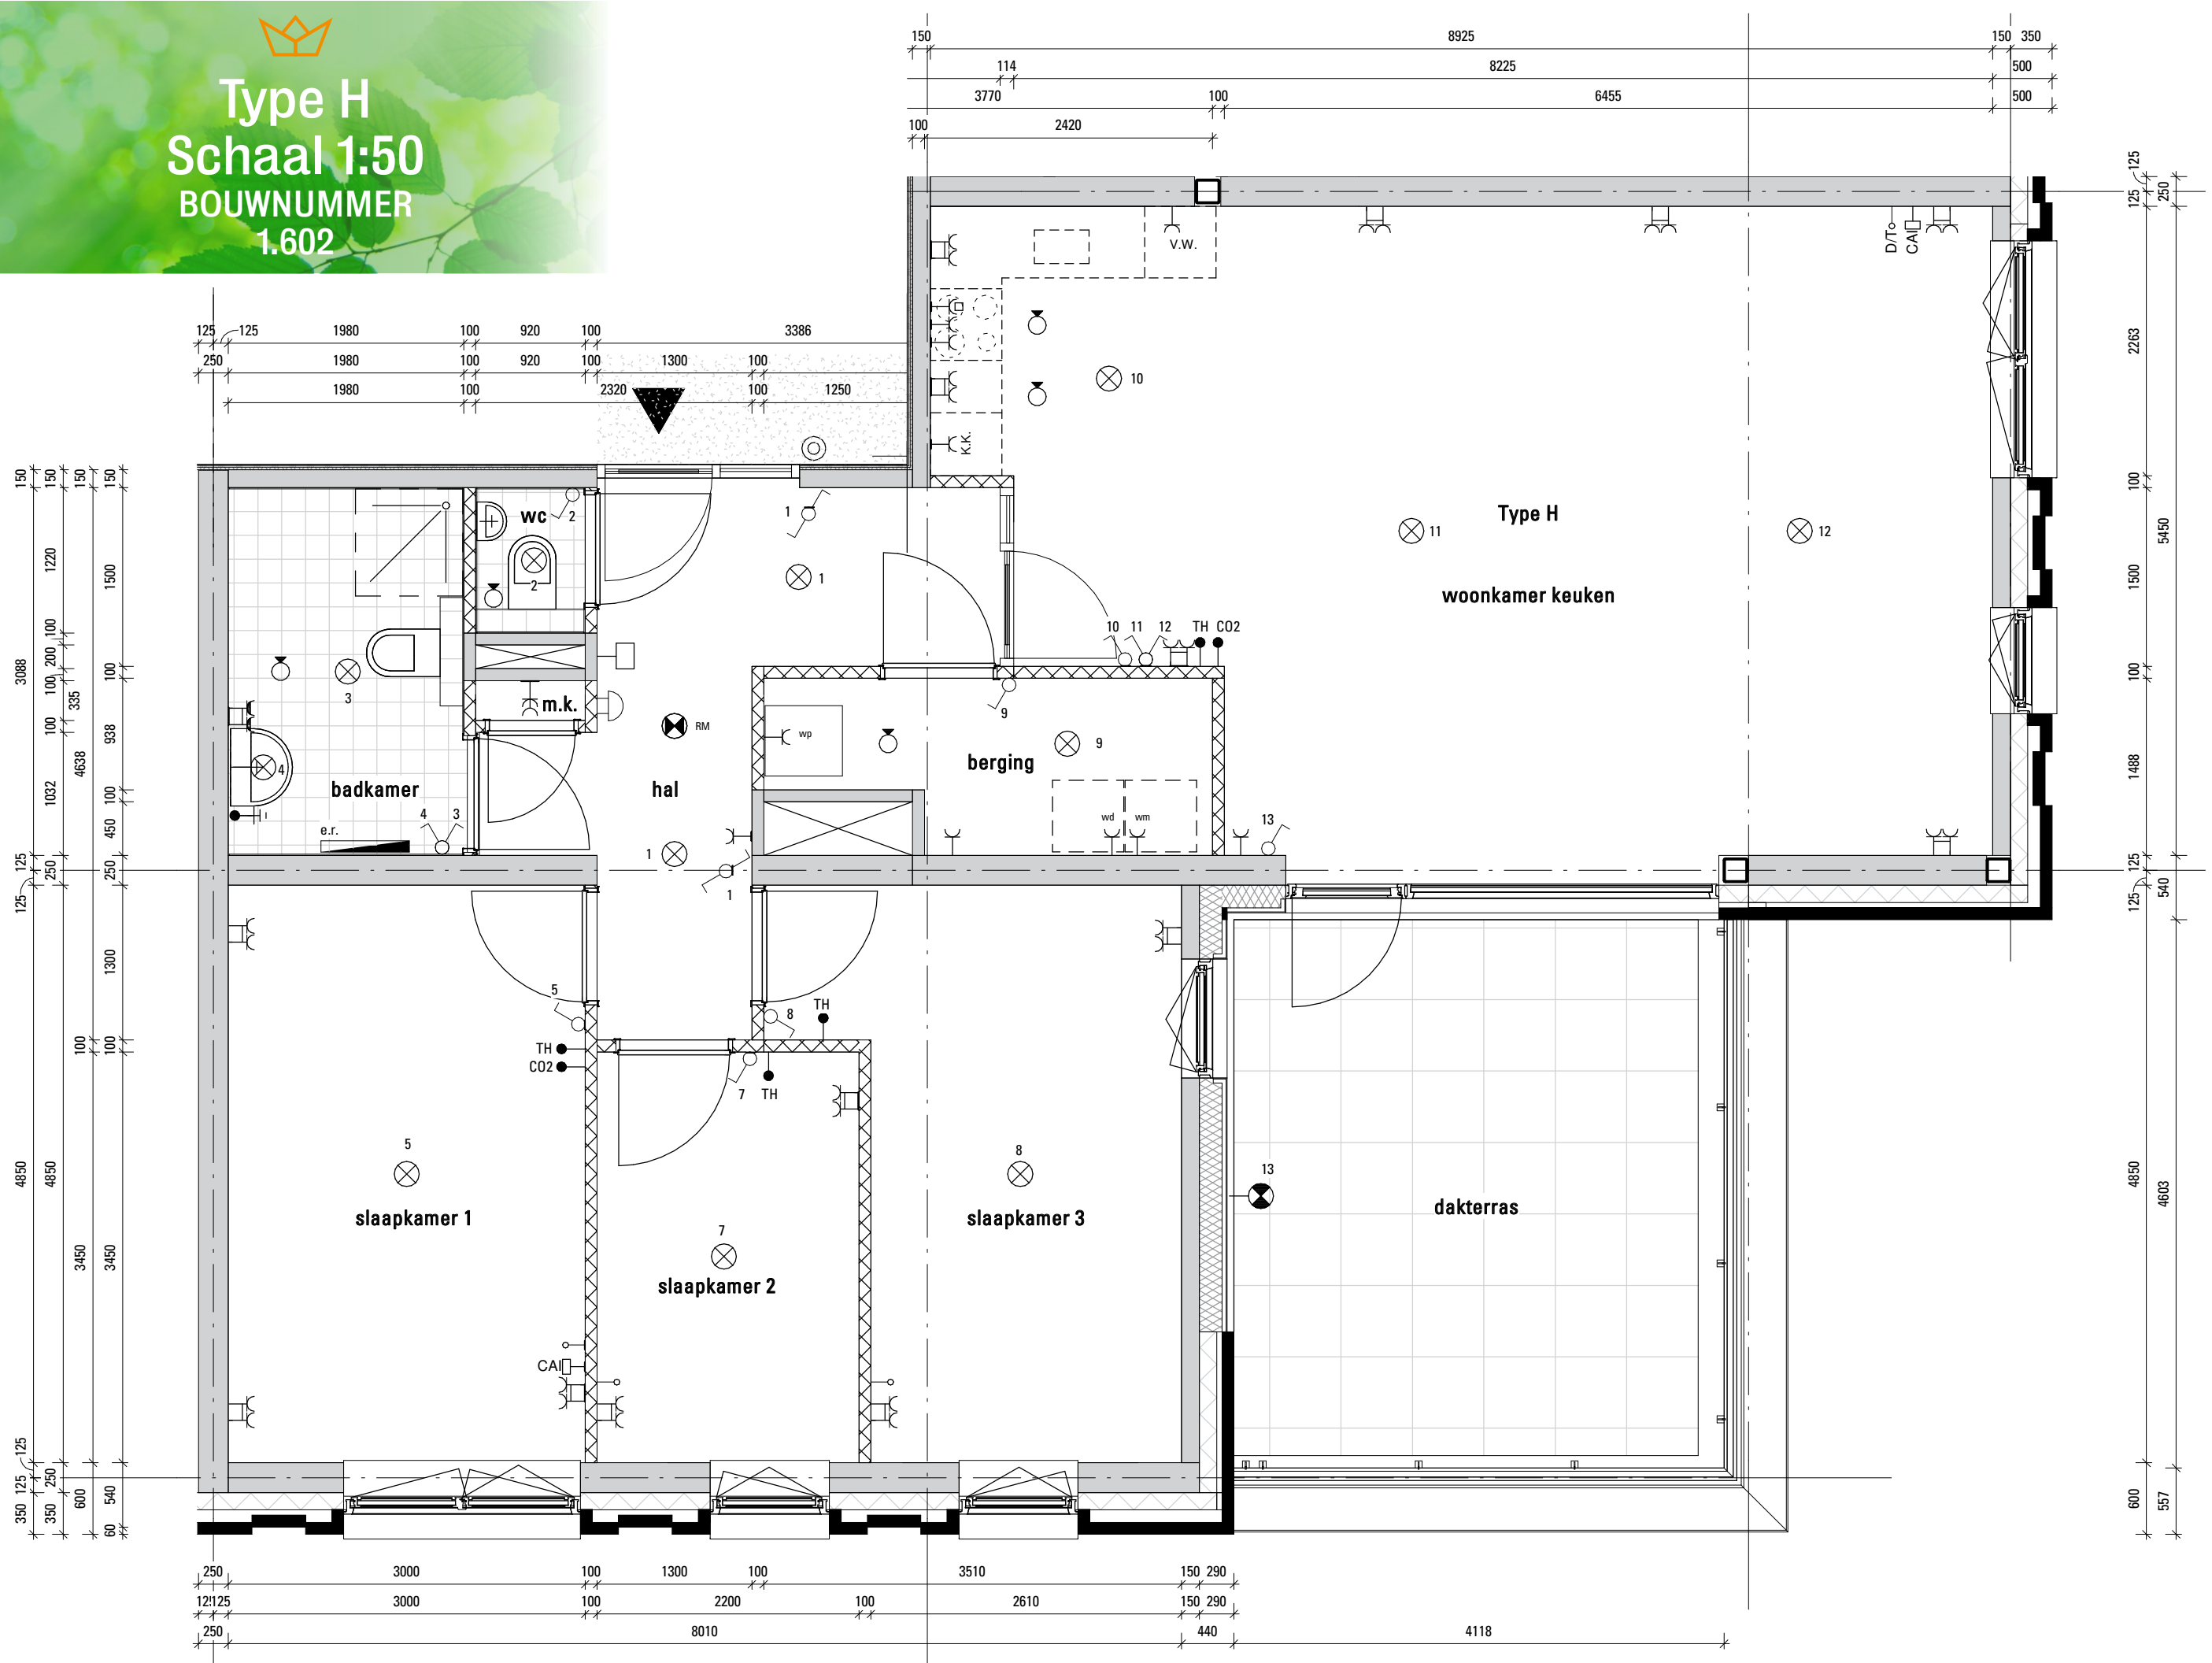 Type H
Schaal 1:50
BOUWNUMMER
1.602
150 8925 150 350
114 8225 500
3770 100 6455 500
100 2420
125 125 1980 100 920 100 3386
250 1980 100 920 100 1300 100
1980 100 2320 100 1250
V.W.
D/T
CAI
K.K.
10
Type H
11
12
woonkamer keuken
10 11 12 TH CO2
wc
2
2
1
1
3
m.k.
RM
wp
9
9
berging
hal
badkamer
4
4 3
e.r.
wd wm
13
1
1
5
8
TH
TH
CO2
7 TH
5
slaapkamer 1
7
slaapkamer 2
8
slaapkamer 3
13
dakterras
CAI
150 3088 125 125 4850 125 125 350
150 1220 100 200 100 100 1032 250 4850 250 350
150 335 4638 100 3450 600
150 1500 100 938 100 450 250 1300 100 3450 540 60
125 125 2263 100 1500 100 1488 125 125 4850 600
250 5450 540 4603 557
250 3000 100 1300 100 3510 150 290
125 125 3000 100 2200 100 2610 150 290
250 8010 440 4118